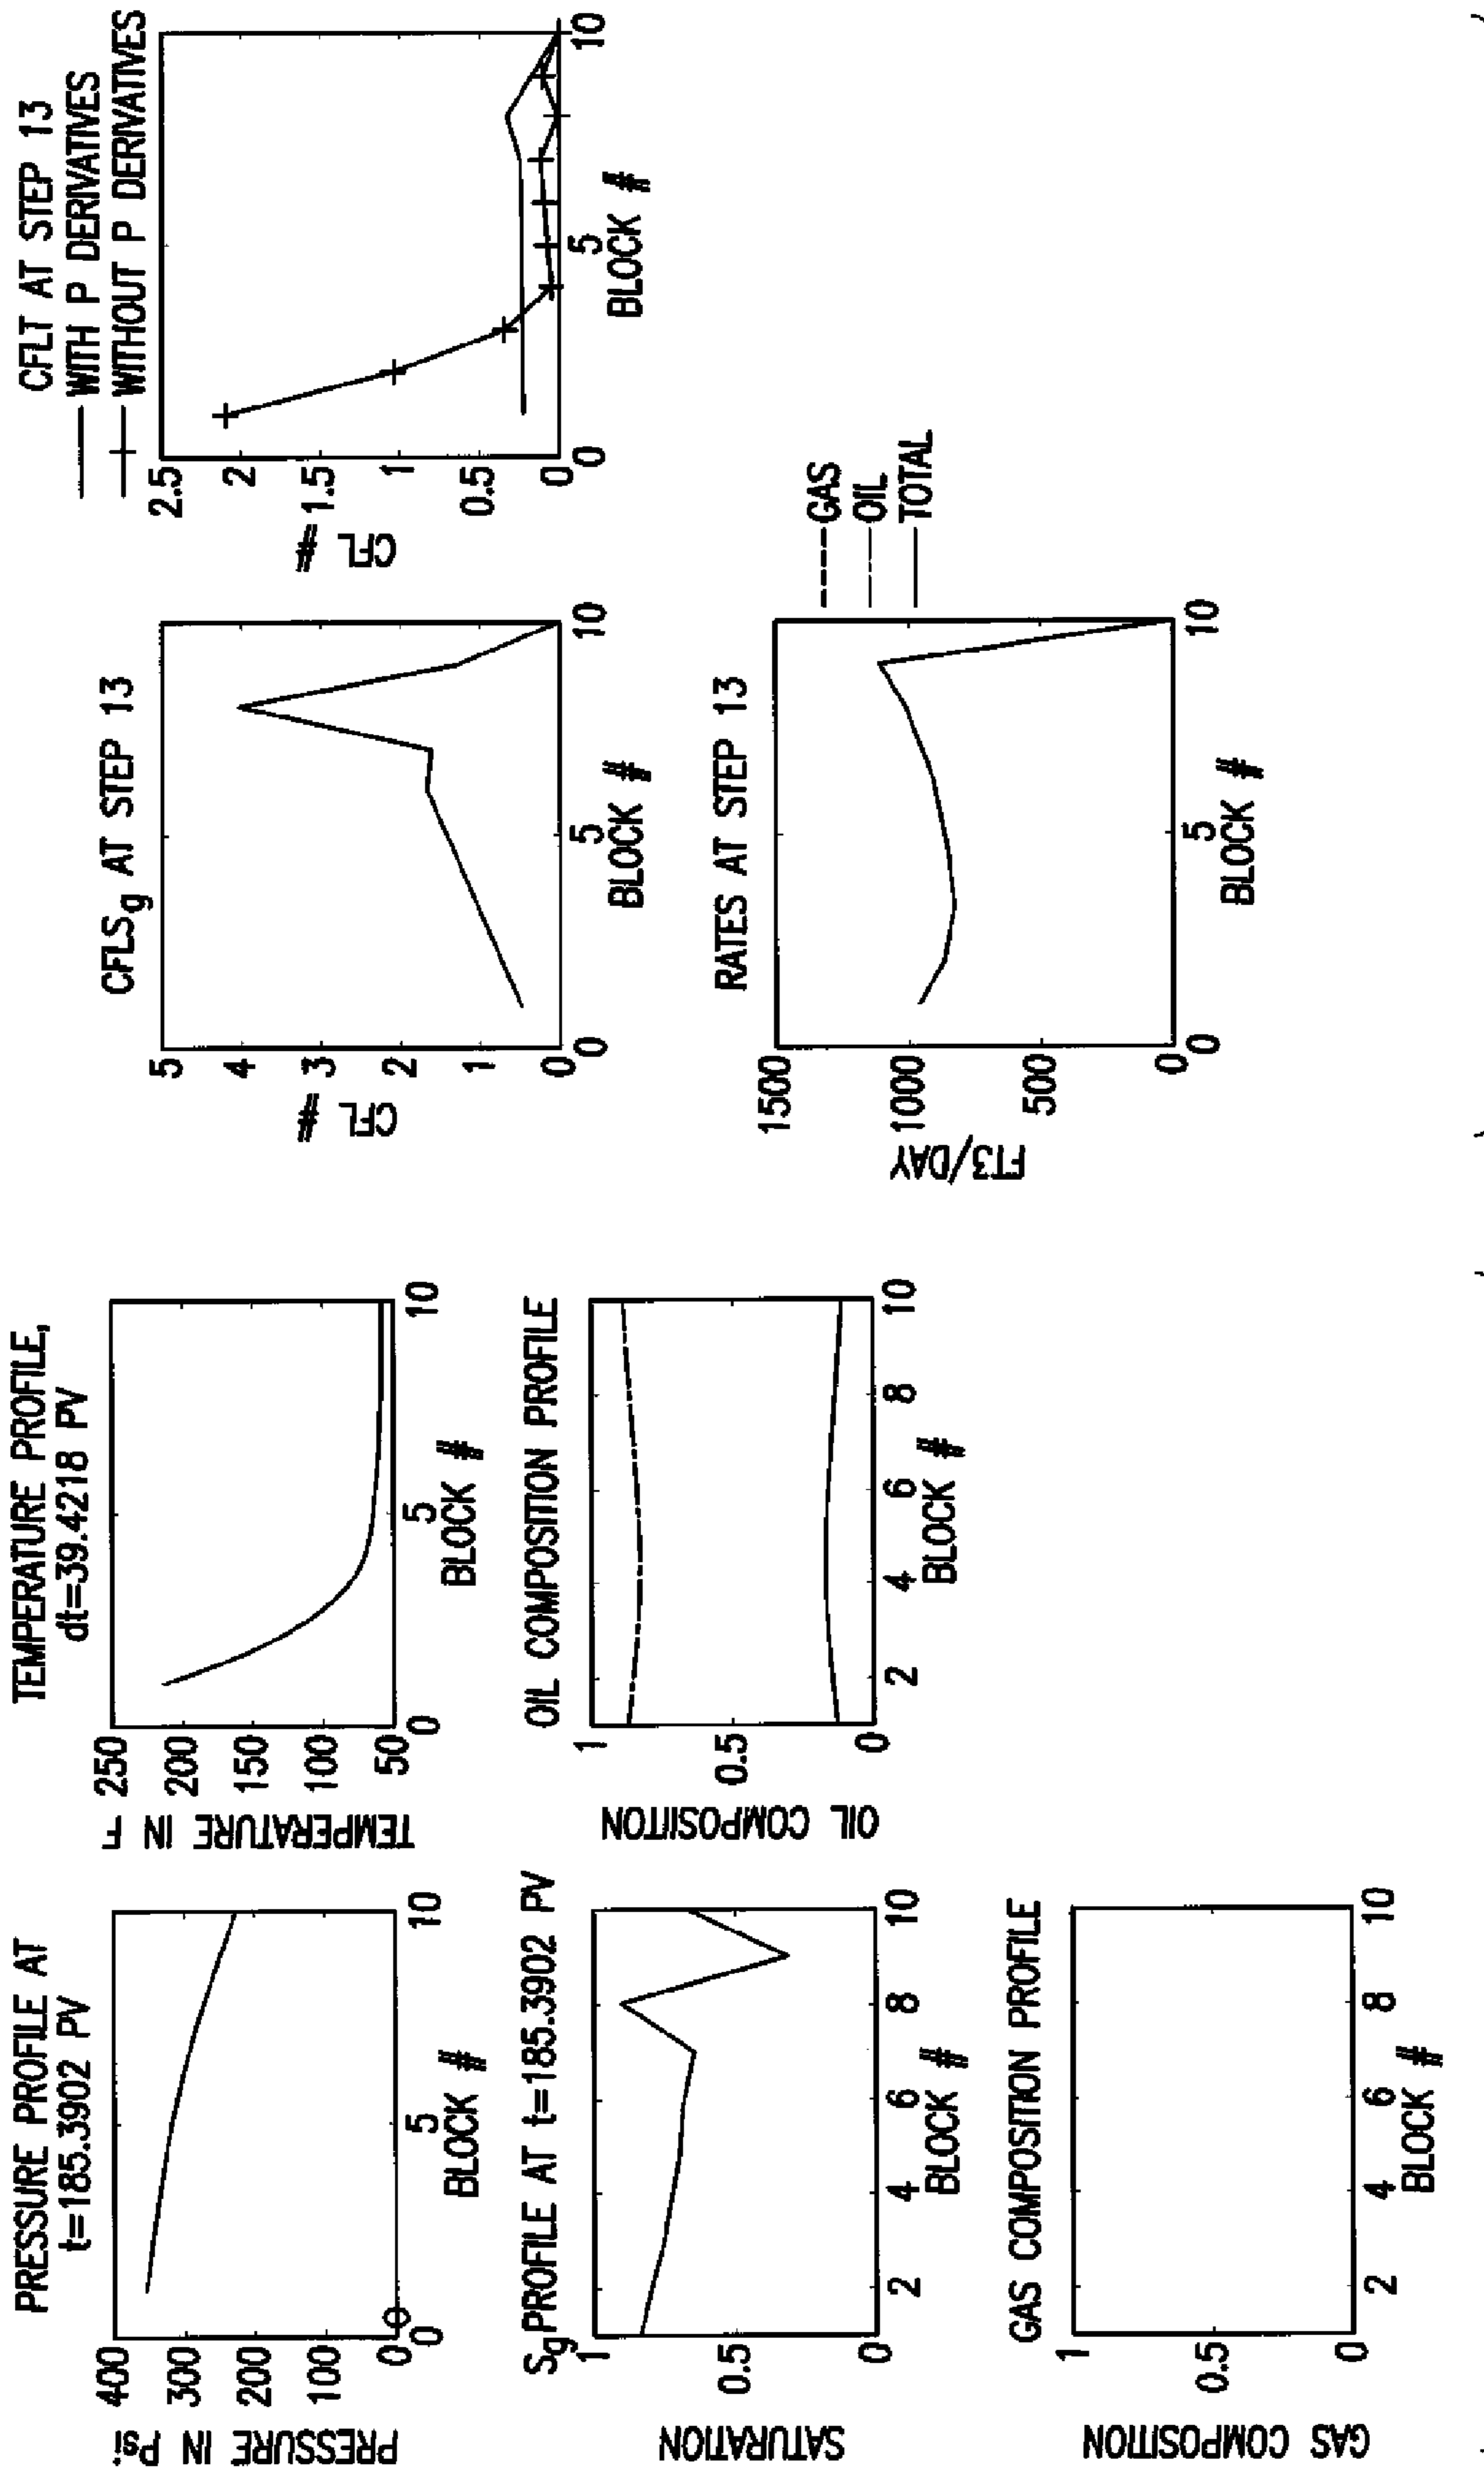 PRESSURE PROFILE AT
t=185.3902 PV
400
300
200
100
0
PRESSURE IN Psi
0
5
10
BLOCK #
TEMPERATURE PROFILE,
dt=39.4218 PV
250
200
150
100
50
TEMPERATURE IN F
0
5
10
BLOCK #
CFLSg AT STEP 13
5
4
3
2
1
0
CFL #
0
5
10
BLOCK #
CFLT AT STEP 13
WITH P DERIVATIVES
WITHOUT P DERIVATIVES
2.5
2
1.5
1
0.5
0
CFL #
0
5
10
BLOCK #
Sg PROFILE AT t=185.3902 PV
1
0.5
0
SATURATION
2
4
6
8
10
BLOCK #
OIL COMPOSITION PROFILE
1
0.5
0
OIL COMPOSITION
2
4
6
8
10
BLOCK #
RATES AT STEP 13
1500
1000
500
0
FT3/DAY
0
5
10
BLOCK #
GAS
OIL
TOTAL
GAS COMPOSITION PROFILE
1
0.5
0
GAS COMPOSITION
2
4
6
8
10
BLOCK #